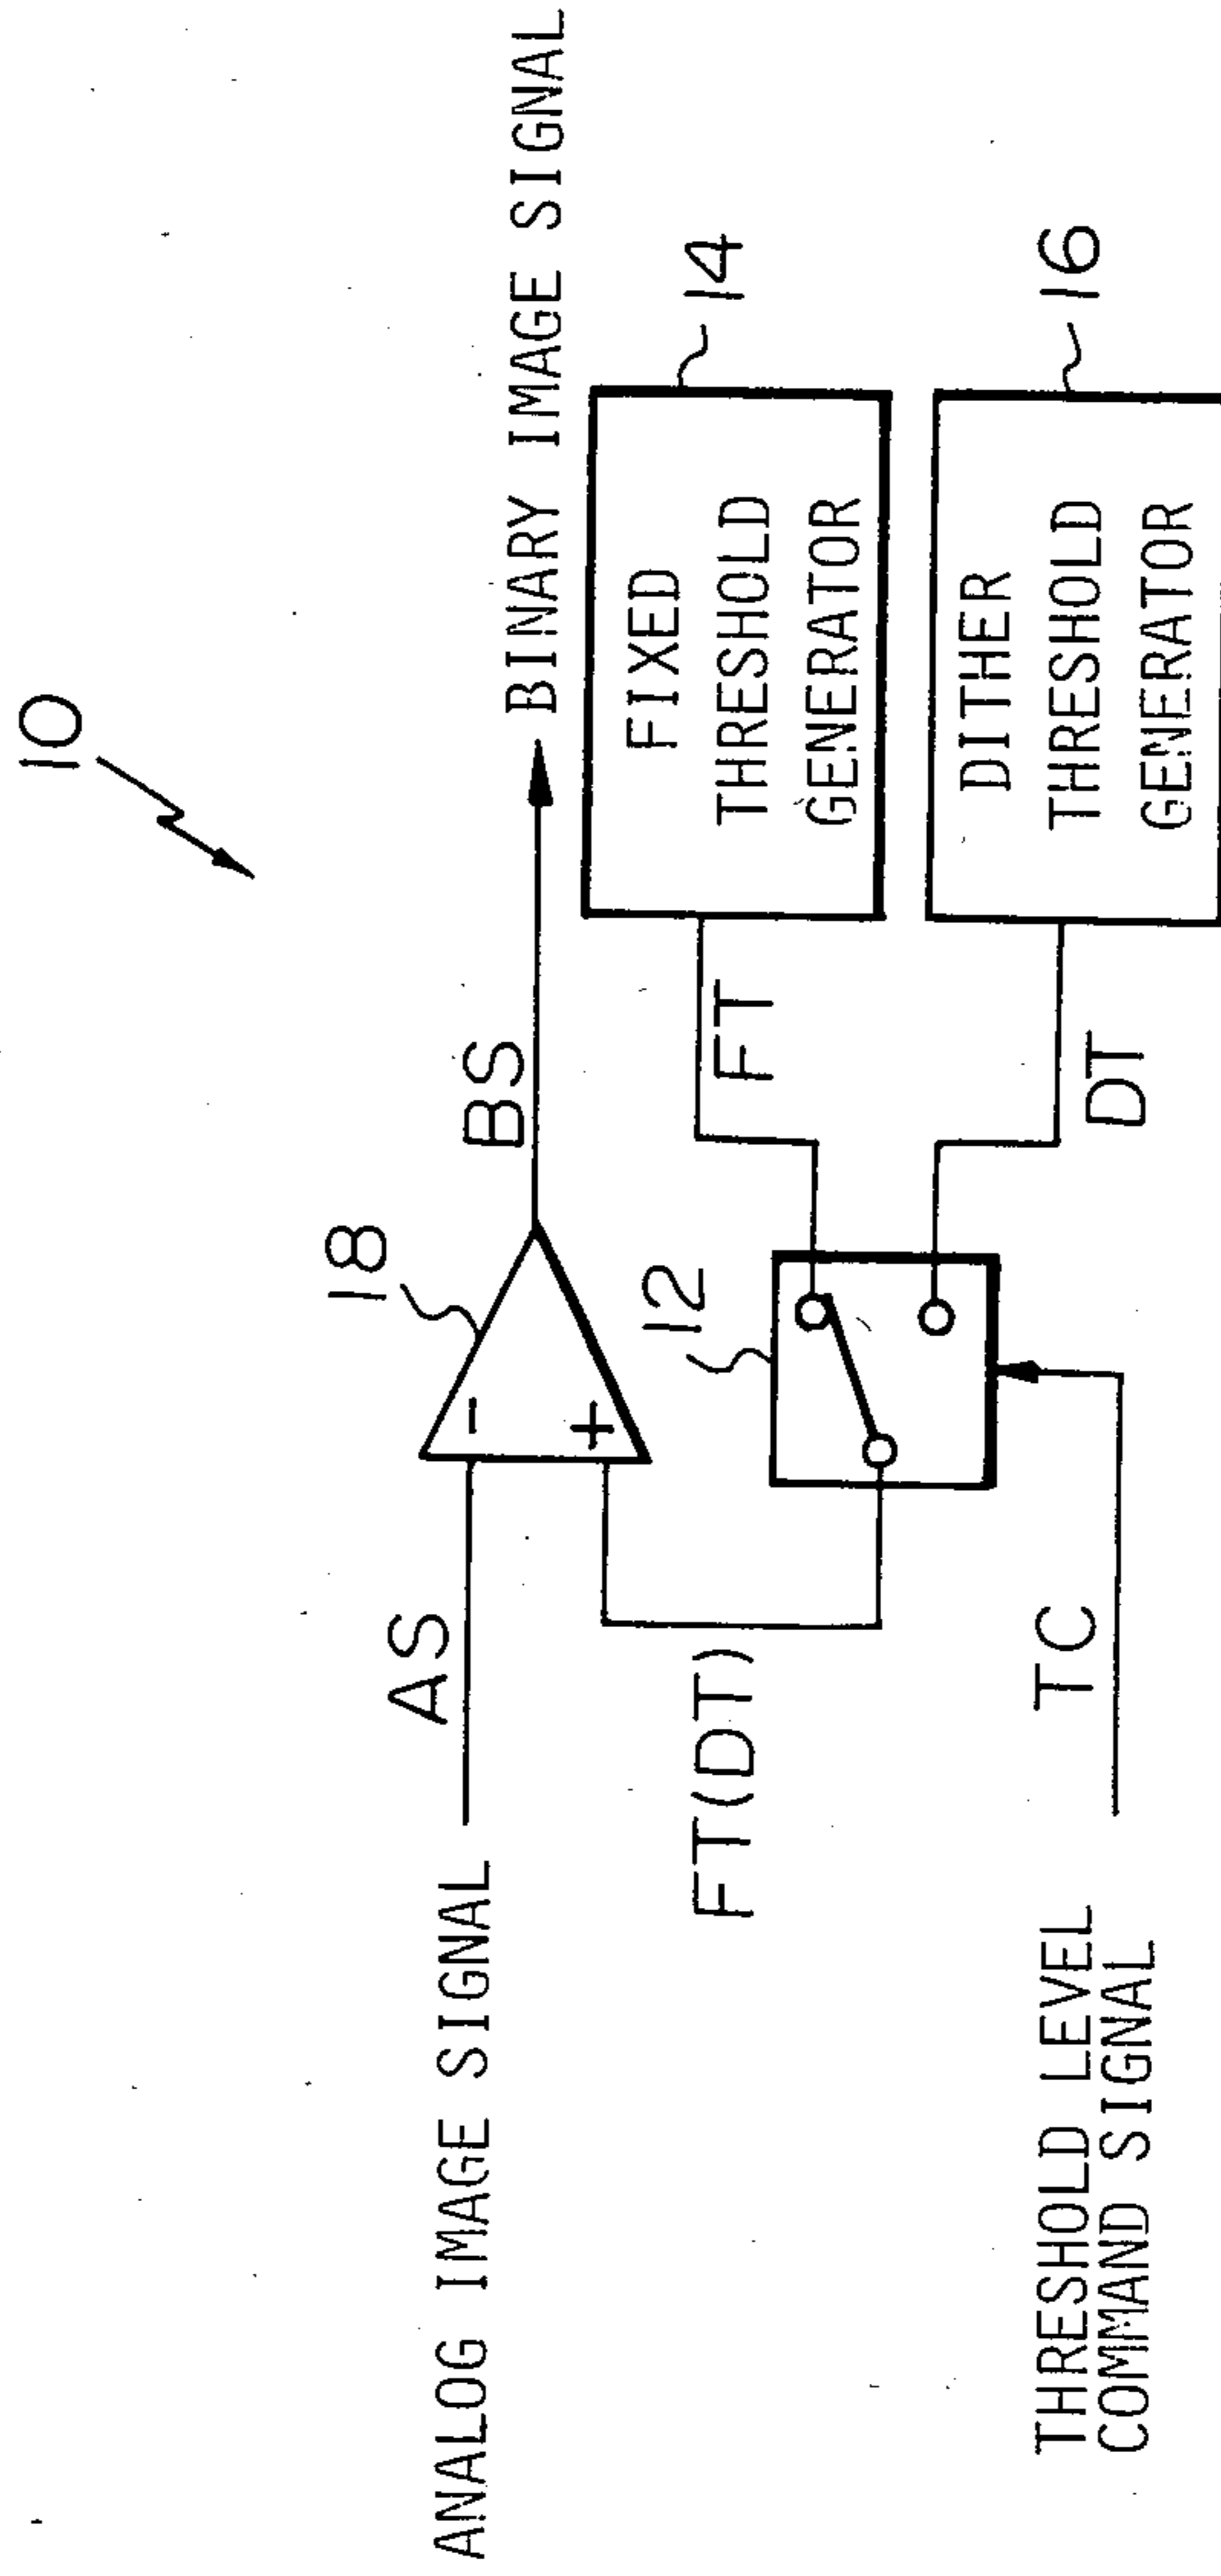 10
ANALOG IMAGE SIGNAL
AS
18
-
+
BS
BINARY IMAGE SIGNAL
FT(DT)
12
FT
FIXED
THRESHOLD
GENERATOR
14
THRESHOLD LEVEL
COMMAND SIGNAL
TC
DT
DITHER
THRESHOLD
GENERATOR
16